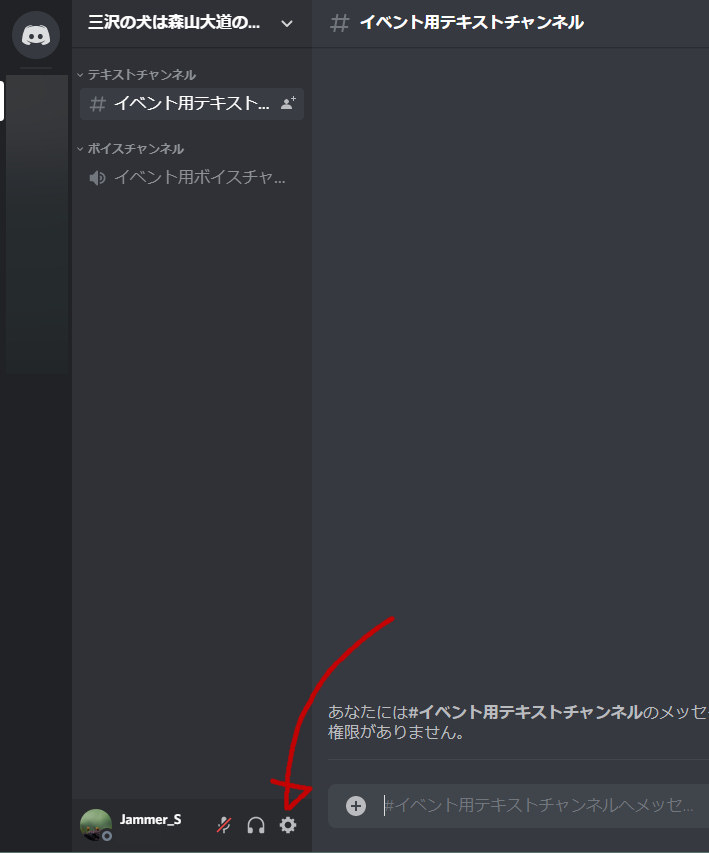 三沢の犬は森山大道の...
# イベント用テキストチャンネル
テキストチャンネル
# イベント用テキスト...
ボイスチャンネル
イベント用ボイスチャ...
あなたには#イベント用テキストチャンネルのメッセー
権限がありません。
#イベント用テキストチャンネルへメッセ...
Jammer_S